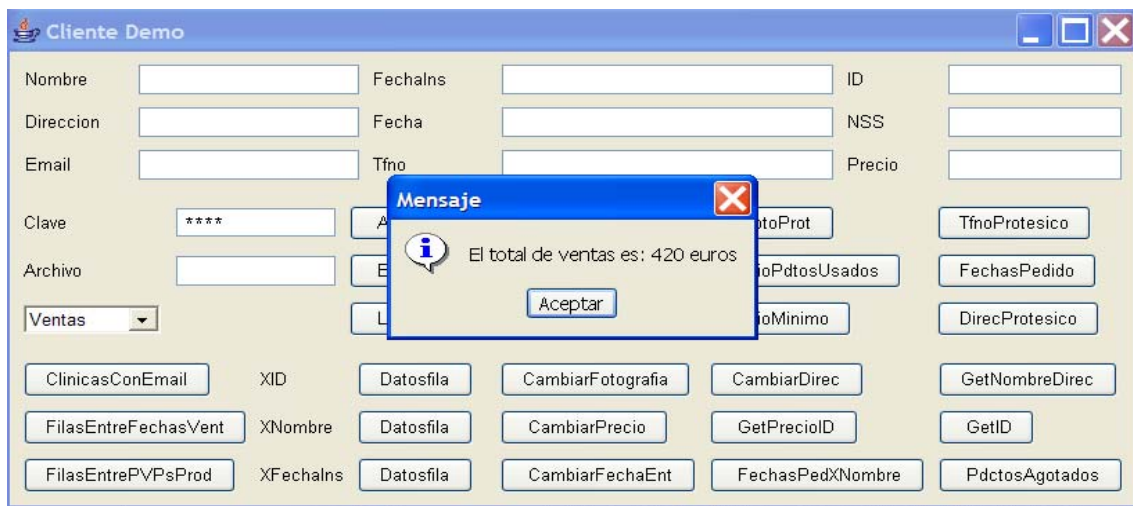 Cliente Demo
Nombre FechaIns ID
Direccion Fecha NSS
Email Tfno Precio
Mensaje
Clave **** TfnoProtesico
El total de ventas es: 420 euros
Archivo FechasPedido
Aceptar
Ventas DirecProtesico
ClinicasConEmail XID Datosfila CambiarFotografia CambiarDirec GetNombreDirec
FilasEntreFechasVent XNombre Datosfila CambiarPrecio GetPrecioID GetID
FilasEntrePVPsProd XFechaIns Datosfila CambiarFechaEnt FechasPedXNombre PdctosAgotados